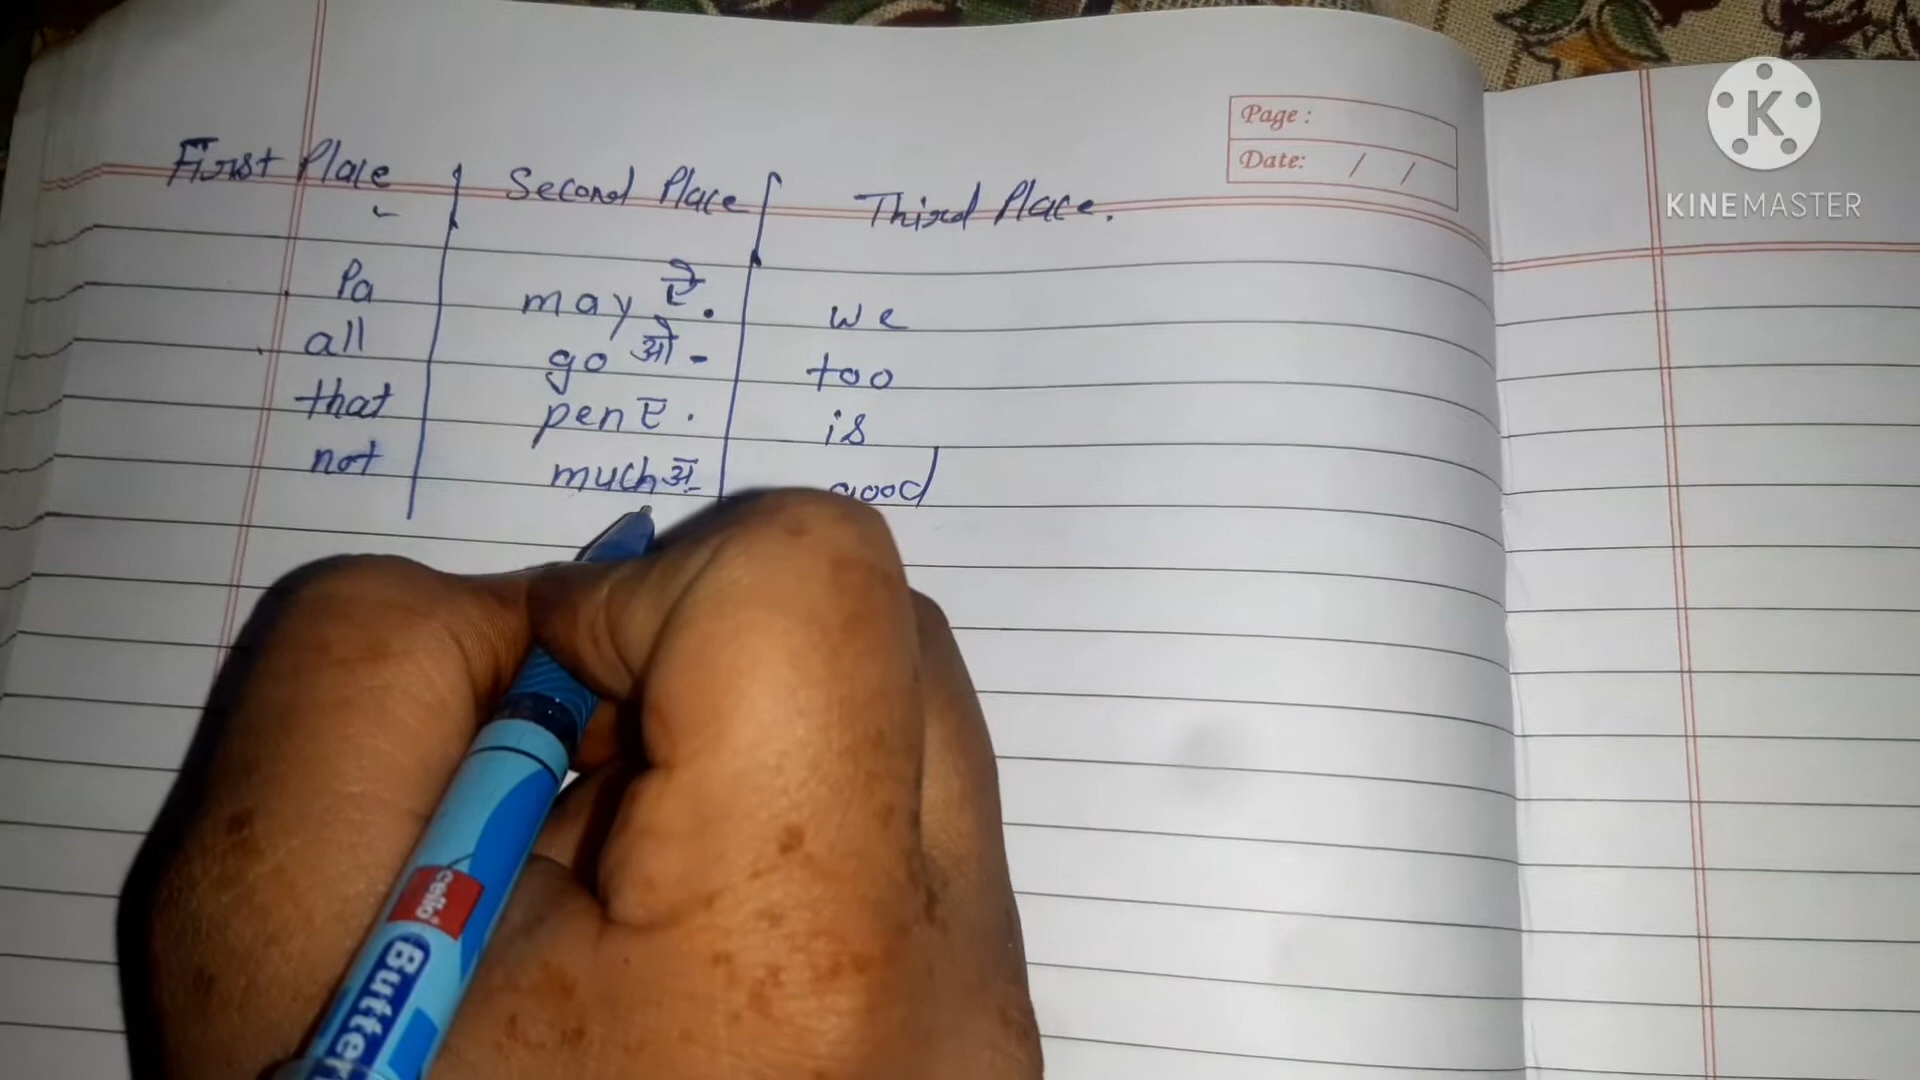 Page :
Date: / /
KINEMASTER
First Place Second Place Third Place.
Pa may ऐ. we
all go ओ- too
that pen ए. is
not much अ- good
cello
Butter